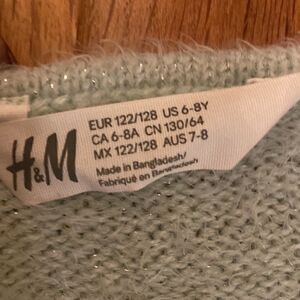 H&M
EUR 122/128 US 6-8Y
CA 6-8A CN 130/64
MX 122/128 AUS 7-8
Made in Bangladesh/
Fabriqué en Bangladesh